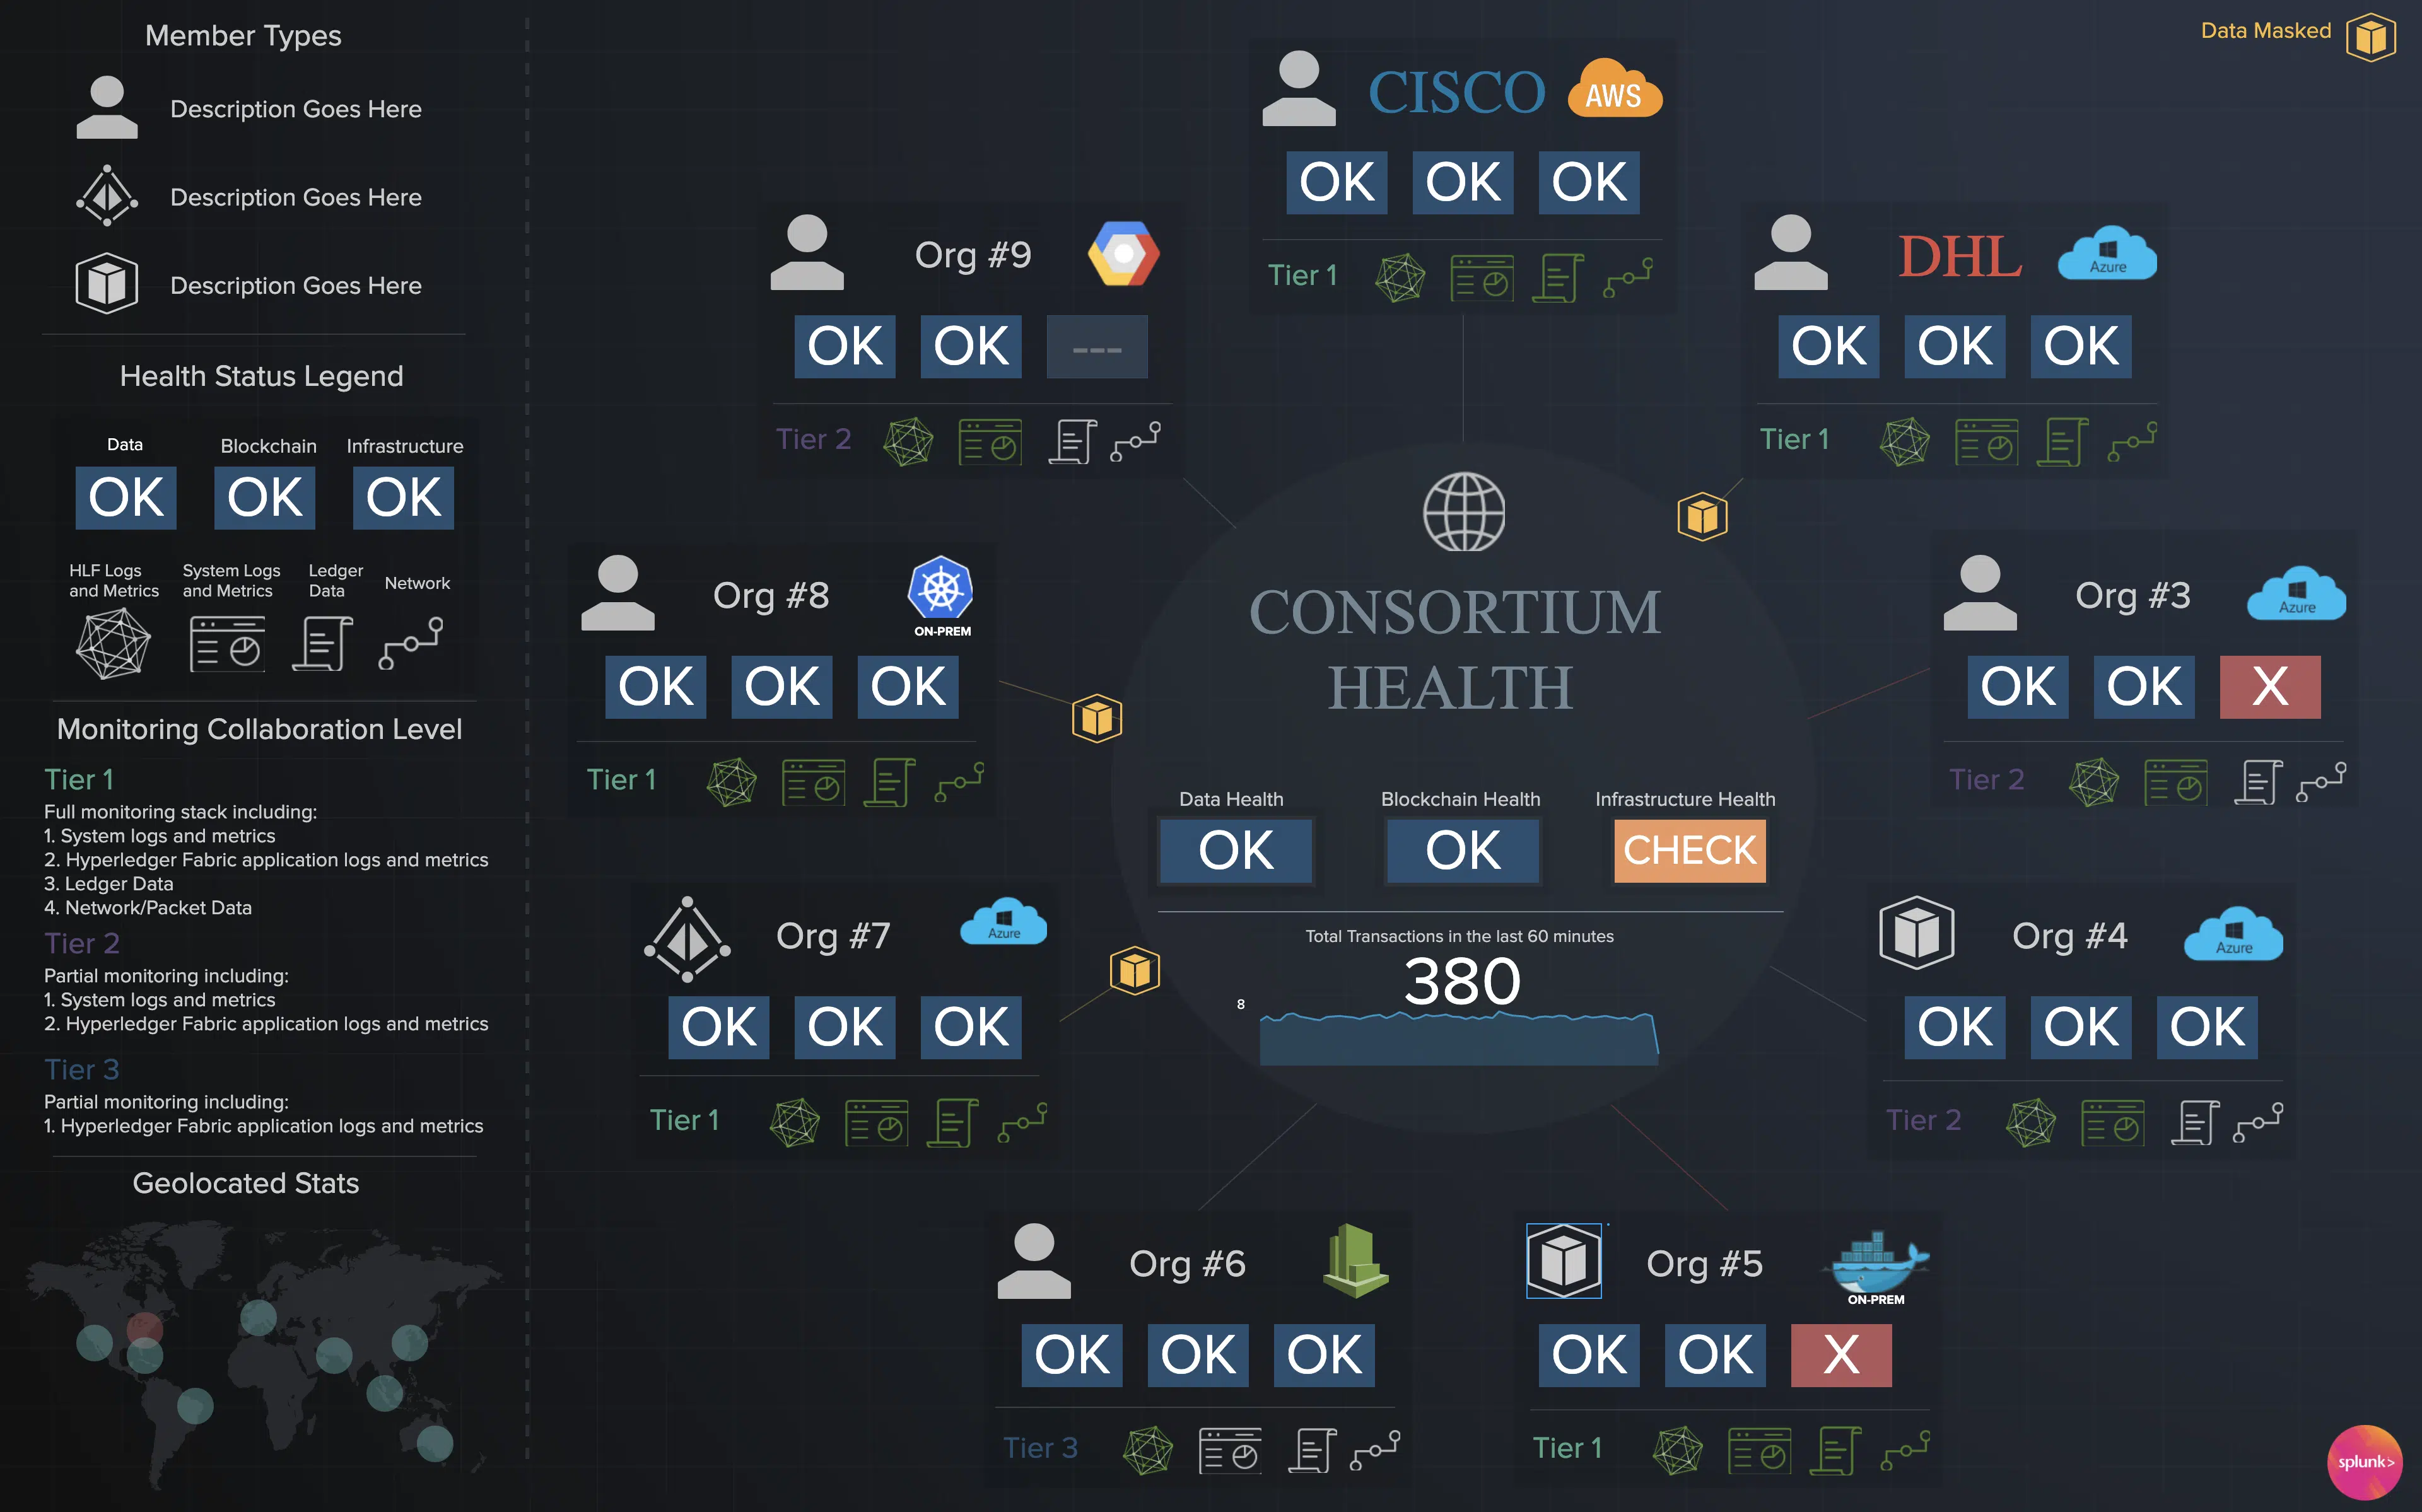 Member Types
Description Goes Here
Description Goes Here
Description Goes Here
Health Status Legend
Data Blockchain Infrastructure
OK OK OK
HLF Logs and Metrics
System Logs and Metrics
Ledger Data
Network
Monitoring Collaboration Level
Tier 1
Full monitoring stack including:
1. System logs and metrics
2. Hyperledger Fabric application logs and metrics
3. Ledger Data
4. Network/Packet Data
Tier 2
Partial monitoring including:
1. System logs and metrics
2. Hyperledger Fabric application logs and metrics
Tier 3
Partial monitoring including:
1. Hyperledger Fabric application logs and metrics
Geolocated Stats
Data Masked
CISCO AWS
OK OK OK
Tier 1
Org #9
OK OK ---
Tier 2
DHL Azure
OK OK OK
Tier 1
Org #8
ON-PREM
OK OK OK
Tier 1
Org #3 Azure
OK OK X
Tier 2
CONSORTIUM
HEALTH
Data Health Blockchain Health Infrastructure Health
OK OK CHECK
Total Transactions in the last 60 minutes
380
8
Org #7 Azure
OK OK OK
Tier 1
Org #4 Azure
OK OK OK
Tier 2
Org #6
OK OK OK
Tier 3
Org #5
ON-PREM
OK OK X
Tier 1
splunk>